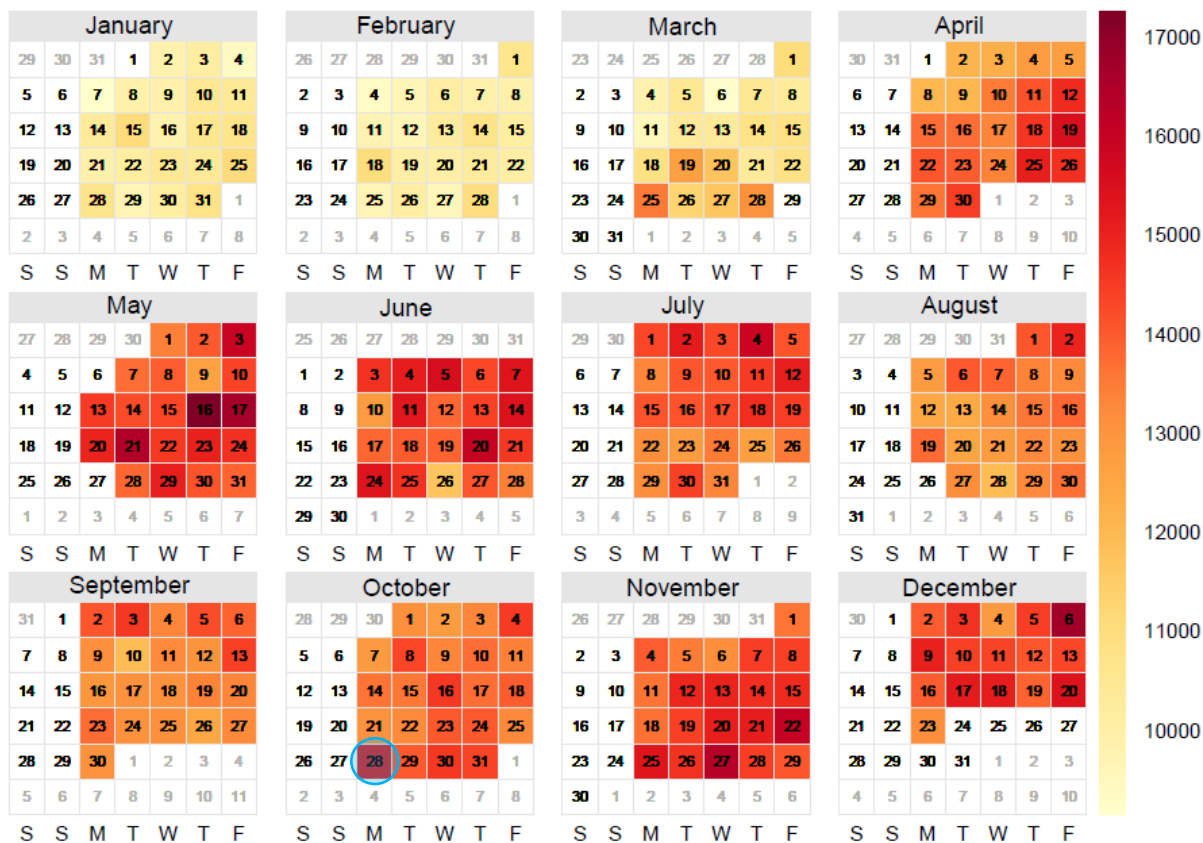 January February March April
29 30 31 1 2 3 4 26 27 28 29 30 31 1 23 24 25 26 27 28 1 30 31 1 2 3 4 5
5 6 7 8 9 10 11 2 3 4 5 6 7 8 2 3 4 5 6 7 8 6 7 8 9 10 11 12
12 13 14 15 16 17 18 9 10 11 12 13 14 15 9 10 11 12 13 14 15 13 14 15 16 17 18 19
19 20 21 22 23 24 25 16 17 18 19 20 21 22 16 17 18 19 20 21 22 20 21 22 23 24 25 26
26 27 28 29 30 31 1 23 24 25 26 27 28 1 23 24 25 26 27 28 29 27 28 29 30 1 2 3
2 3 4 5 6 7 8 2 3 4 5 6 7 8 30 31 1 2 3 4 5 4 5 6 7 8 9 10
S S M T W T F S S M T W T F S S M T W T F S S M T W T F
May June July August
27 28 29 30 1 2 3 25 26 27 28 29 30 31 29 30 1 2 3 4 5 27 28 29 30 31 1 2
4 5 6 7 8 9 10 1 2 3 4 5 6 7 6 7 8 9 10 11 12 3 4 5 6 7 8 9
11 12 13 14 15 16 17 8 9 10 11 12 13 14 13 14 15 16 17 18 19 10 11 12 13 14 15 16
18 19 20 21 22 23 24 15 16 17 18 19 20 21 20 21 22 23 24 25 26 17 18 19 20 21 22 23
25 26 27 28 29 30 31 22 23 24 25 26 27 28 27 28 29 30 31 1 2 24 25 26 27 28 29 30
1 2 3 4 5 6 7 29 30 1 2 3 4 5 3 4 5 6 7 8 9 31 1 2 3 4 5 6
S S M T W T F S S M T W T F S S M T W T F S S M T W T F
September October November December
31 1 2 3 4 5 6 28 29 30 1 2 3 4 26 27 28 29 30 31 1 30 1 2 3 4 5 6
7 8 9 10 11 12 13 5 6 7 8 9 10 11 2 3 4 5 6 7 8 7 8 9 10 11 12 13
14 15 16 17 18 19 20 12 13 14 15 16 17 18 9 10 11 12 13 14 15 14 15 16 17 18 19 20
21 22 23 24 25 26 27 19 20 21 22 23 24 25 16 17 18 19 20 21 22 21 22 23 24 25 26 27
28 29 30 1 2 3 4 26 27 28 29 30 31 1 23 24 25 26 27 28 29 28 29 30 31 1 2 3
5 6 7 8 9 10 11 2 3 4 5 6 7 8 30 1 2 3 4 5 6 4 5 6 7 8 9 10
S S M T W T F S S M T W T F S S M T W T F S S M T W T F
17000
16000
15000
14000
13000
12000
11000
10000